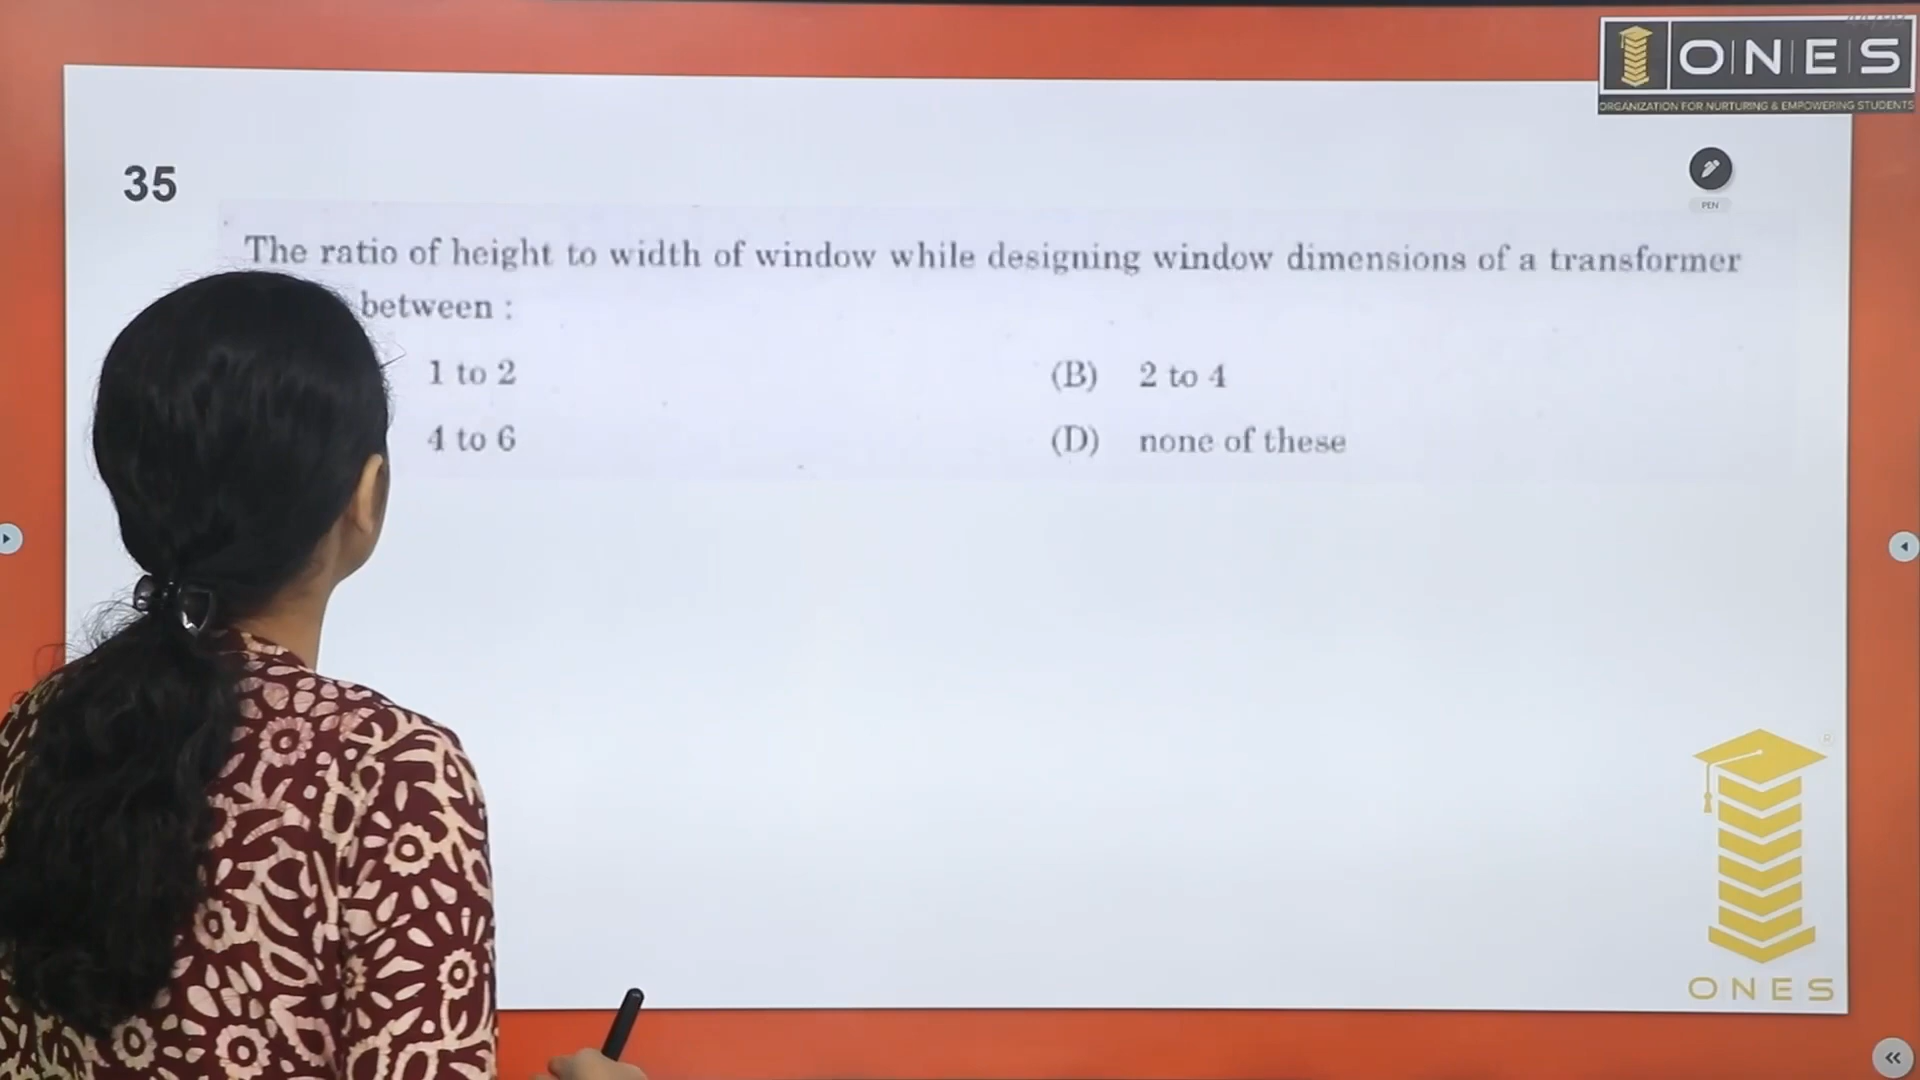 O|N|E|S
ORGANIZATION FOR NURTURING & EMPOWERING STUDENTS
35
PEN
The ratio of height to width of window while designing window dimensions of a transformer
between :
1 to 2
(B) 2 to 4
4 to 6
(D) none of these
ONES